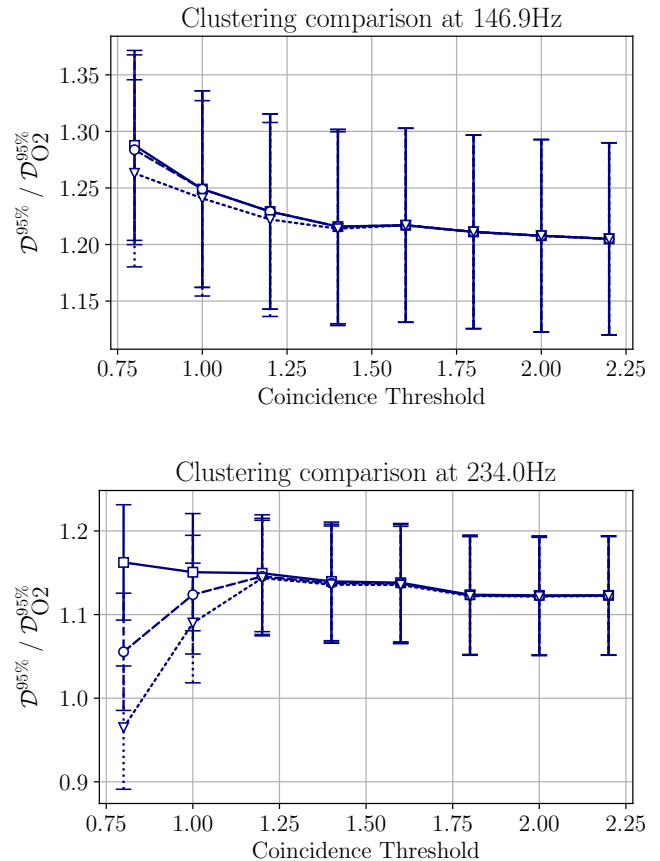 Clustering comparison at 146.9Hz
𝒟^95% / 𝒟_O2^95%
1.35
1.30
1.25
1.20
1.15
0.75 1.00 1.25 1.50 1.75 2.00 2.25
Coincidence Threshold
Clustering comparison at 234.0Hz
𝒟^95% / 𝒟_O2^95%
1.2
1.1
1.0
0.9
0.75 1.00 1.25 1.50 1.75 2.00 2.25
Coincidence Threshold